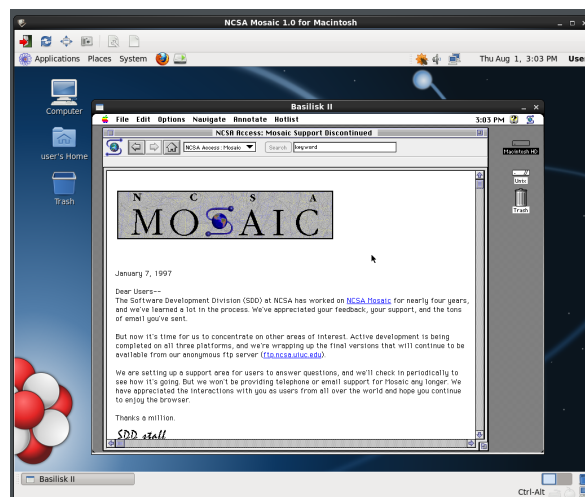 NCSA Mosaic 1.0 for Macintosh
Applications Places System
Thu Aug 1, 3:03 PM User
Computer
user's Home
Trash
Basilisk II
File Edit Options Navigate Annotate Hotlist
3:03 PM
NCSA Access: Mosaic Support Discontinued
NCSA Access : Mosaic
Search
keyword
Macintosh HD
Unix
Trash
N C S A
MOSAIC
January 7, 1997
Dear Users--
The Software Development Division (SDD) at NCSA has worked on NCSA Mosaic for nearly four years,
and we've learned a lot in the process. We've appreciated your feedback, your support, and the tons
of email you've sent.
But now it's time for us to concentrate on other areas of interest. Active development is being
completed on all three platforms, and we're wrapping up the final versions that will continue to be
available from our anonymous ftp server (ftp.ncsa.uiuc.edu).
We are setting up a support area for users to answer questions, and we'll check in periodically to
see how it's going. But we won't be providing telephone or email support for Mosaic any longer. We
have appreciated the interactions with you as users from all over the world and hope you continue
to enjoy the browser.
Thanks a million.
SDD staff
Basilisk II
Ctrl-Alt